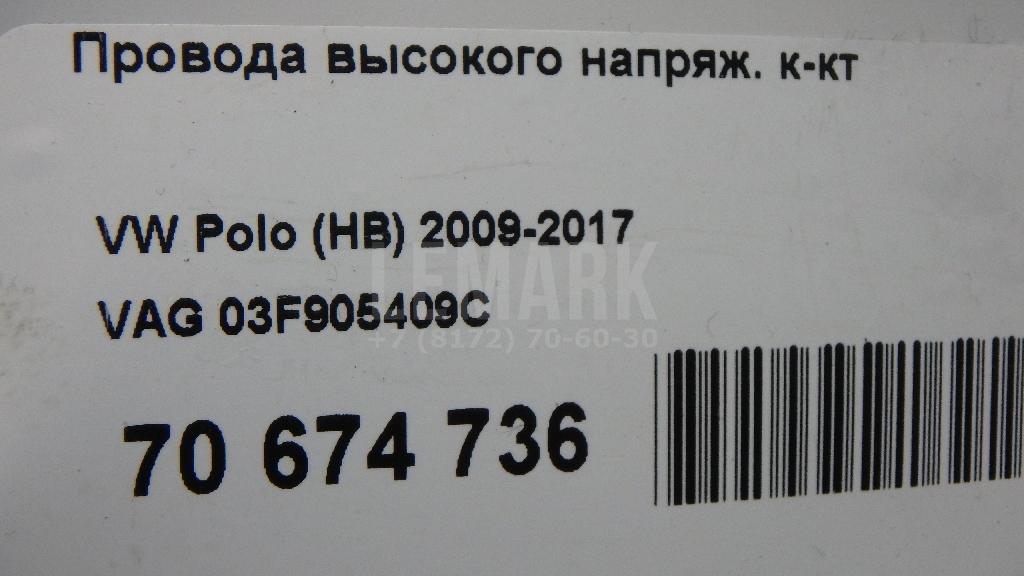 Провода высокого напряж. к-кт
VW Polo (HB) 2009-2017
LEMARK
VAG 03F905409C
+7 (8172) 70-60-30
70 674 736